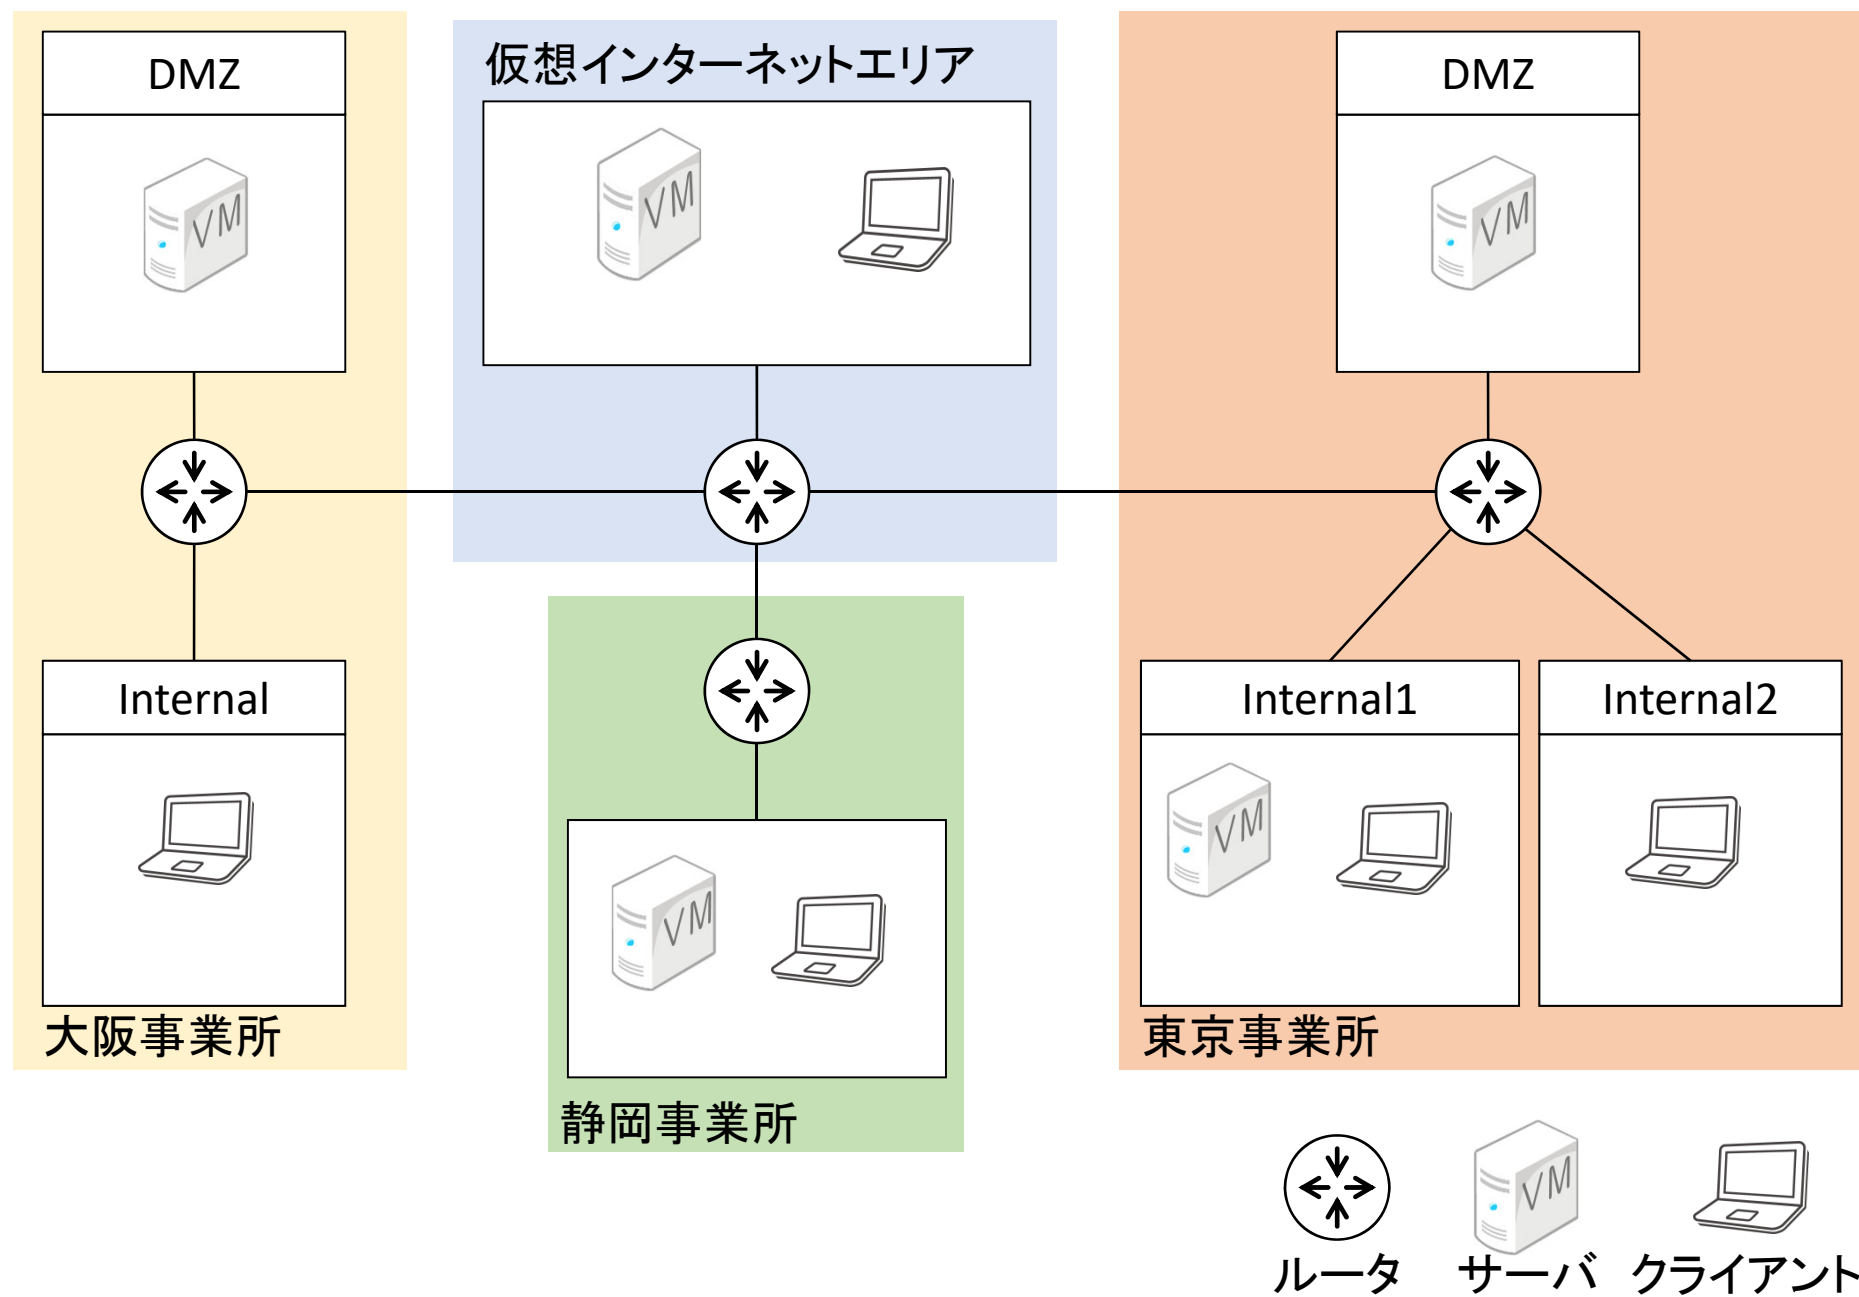 DMZ
VM
Internal
VM
大阪事業所
仮想インターネットエリア
VM
静岡事業所
DMZ
VM
Internal1
VM
Internal2
東京事業所
VM
ルータ
サーバ
クライアント